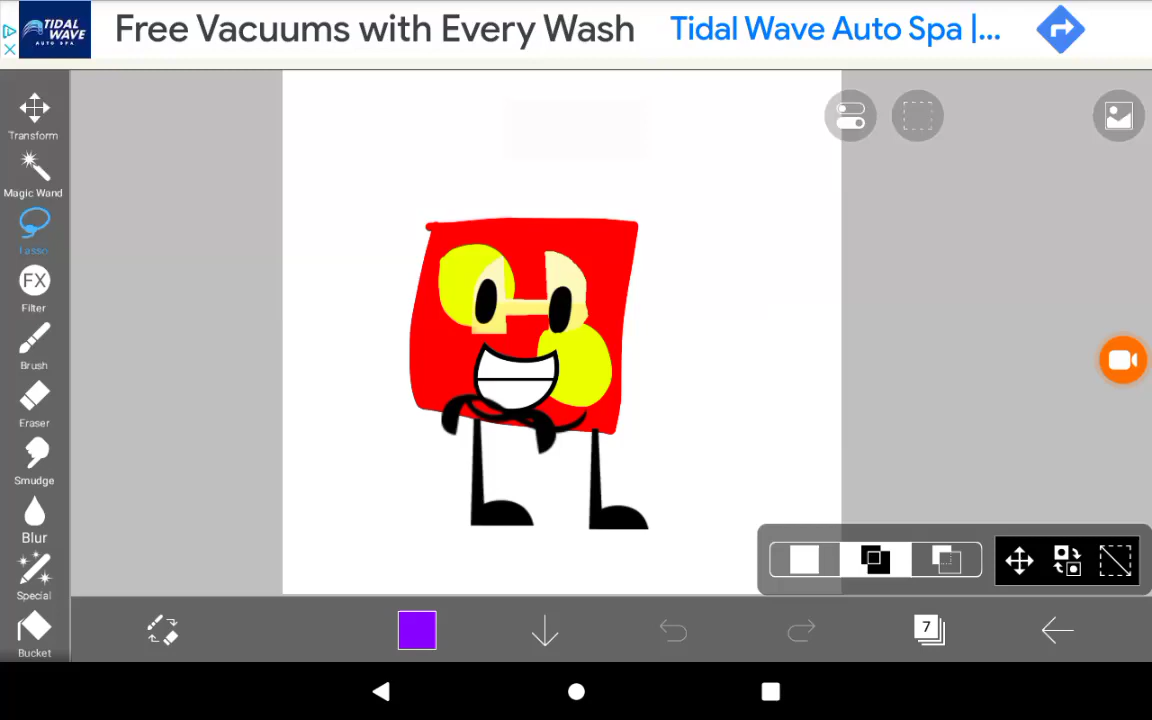 TIDAL
WAVE
AUTO SPA
Free Vacuums with Every Wash
Tidal Wave Auto Spa |...
Transform
Magic Wand
Lasso
FX
Filter
Brush
Eraser
Smudge
Blur
Special
Bucket
7